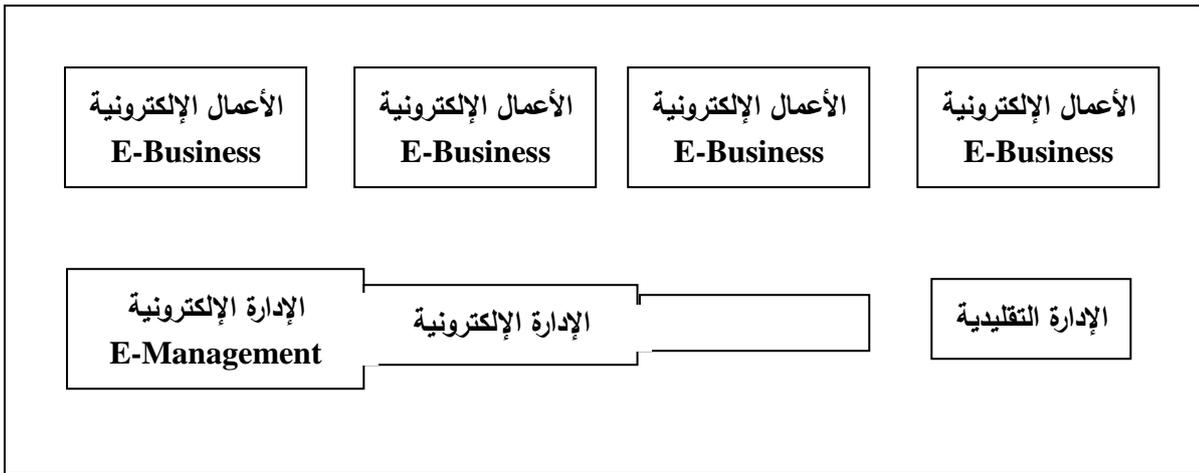 الأعمال الإلكترونية
E-Business
الأعمال الإلكترونية
E-Business
الأعمال الإلكترونية
E-Business
الأعمال الإلكترونية
E-Business
الإدارة التقليدية
الإدارة الإلكترونية
الإدارة الإلكترونية
E-Management